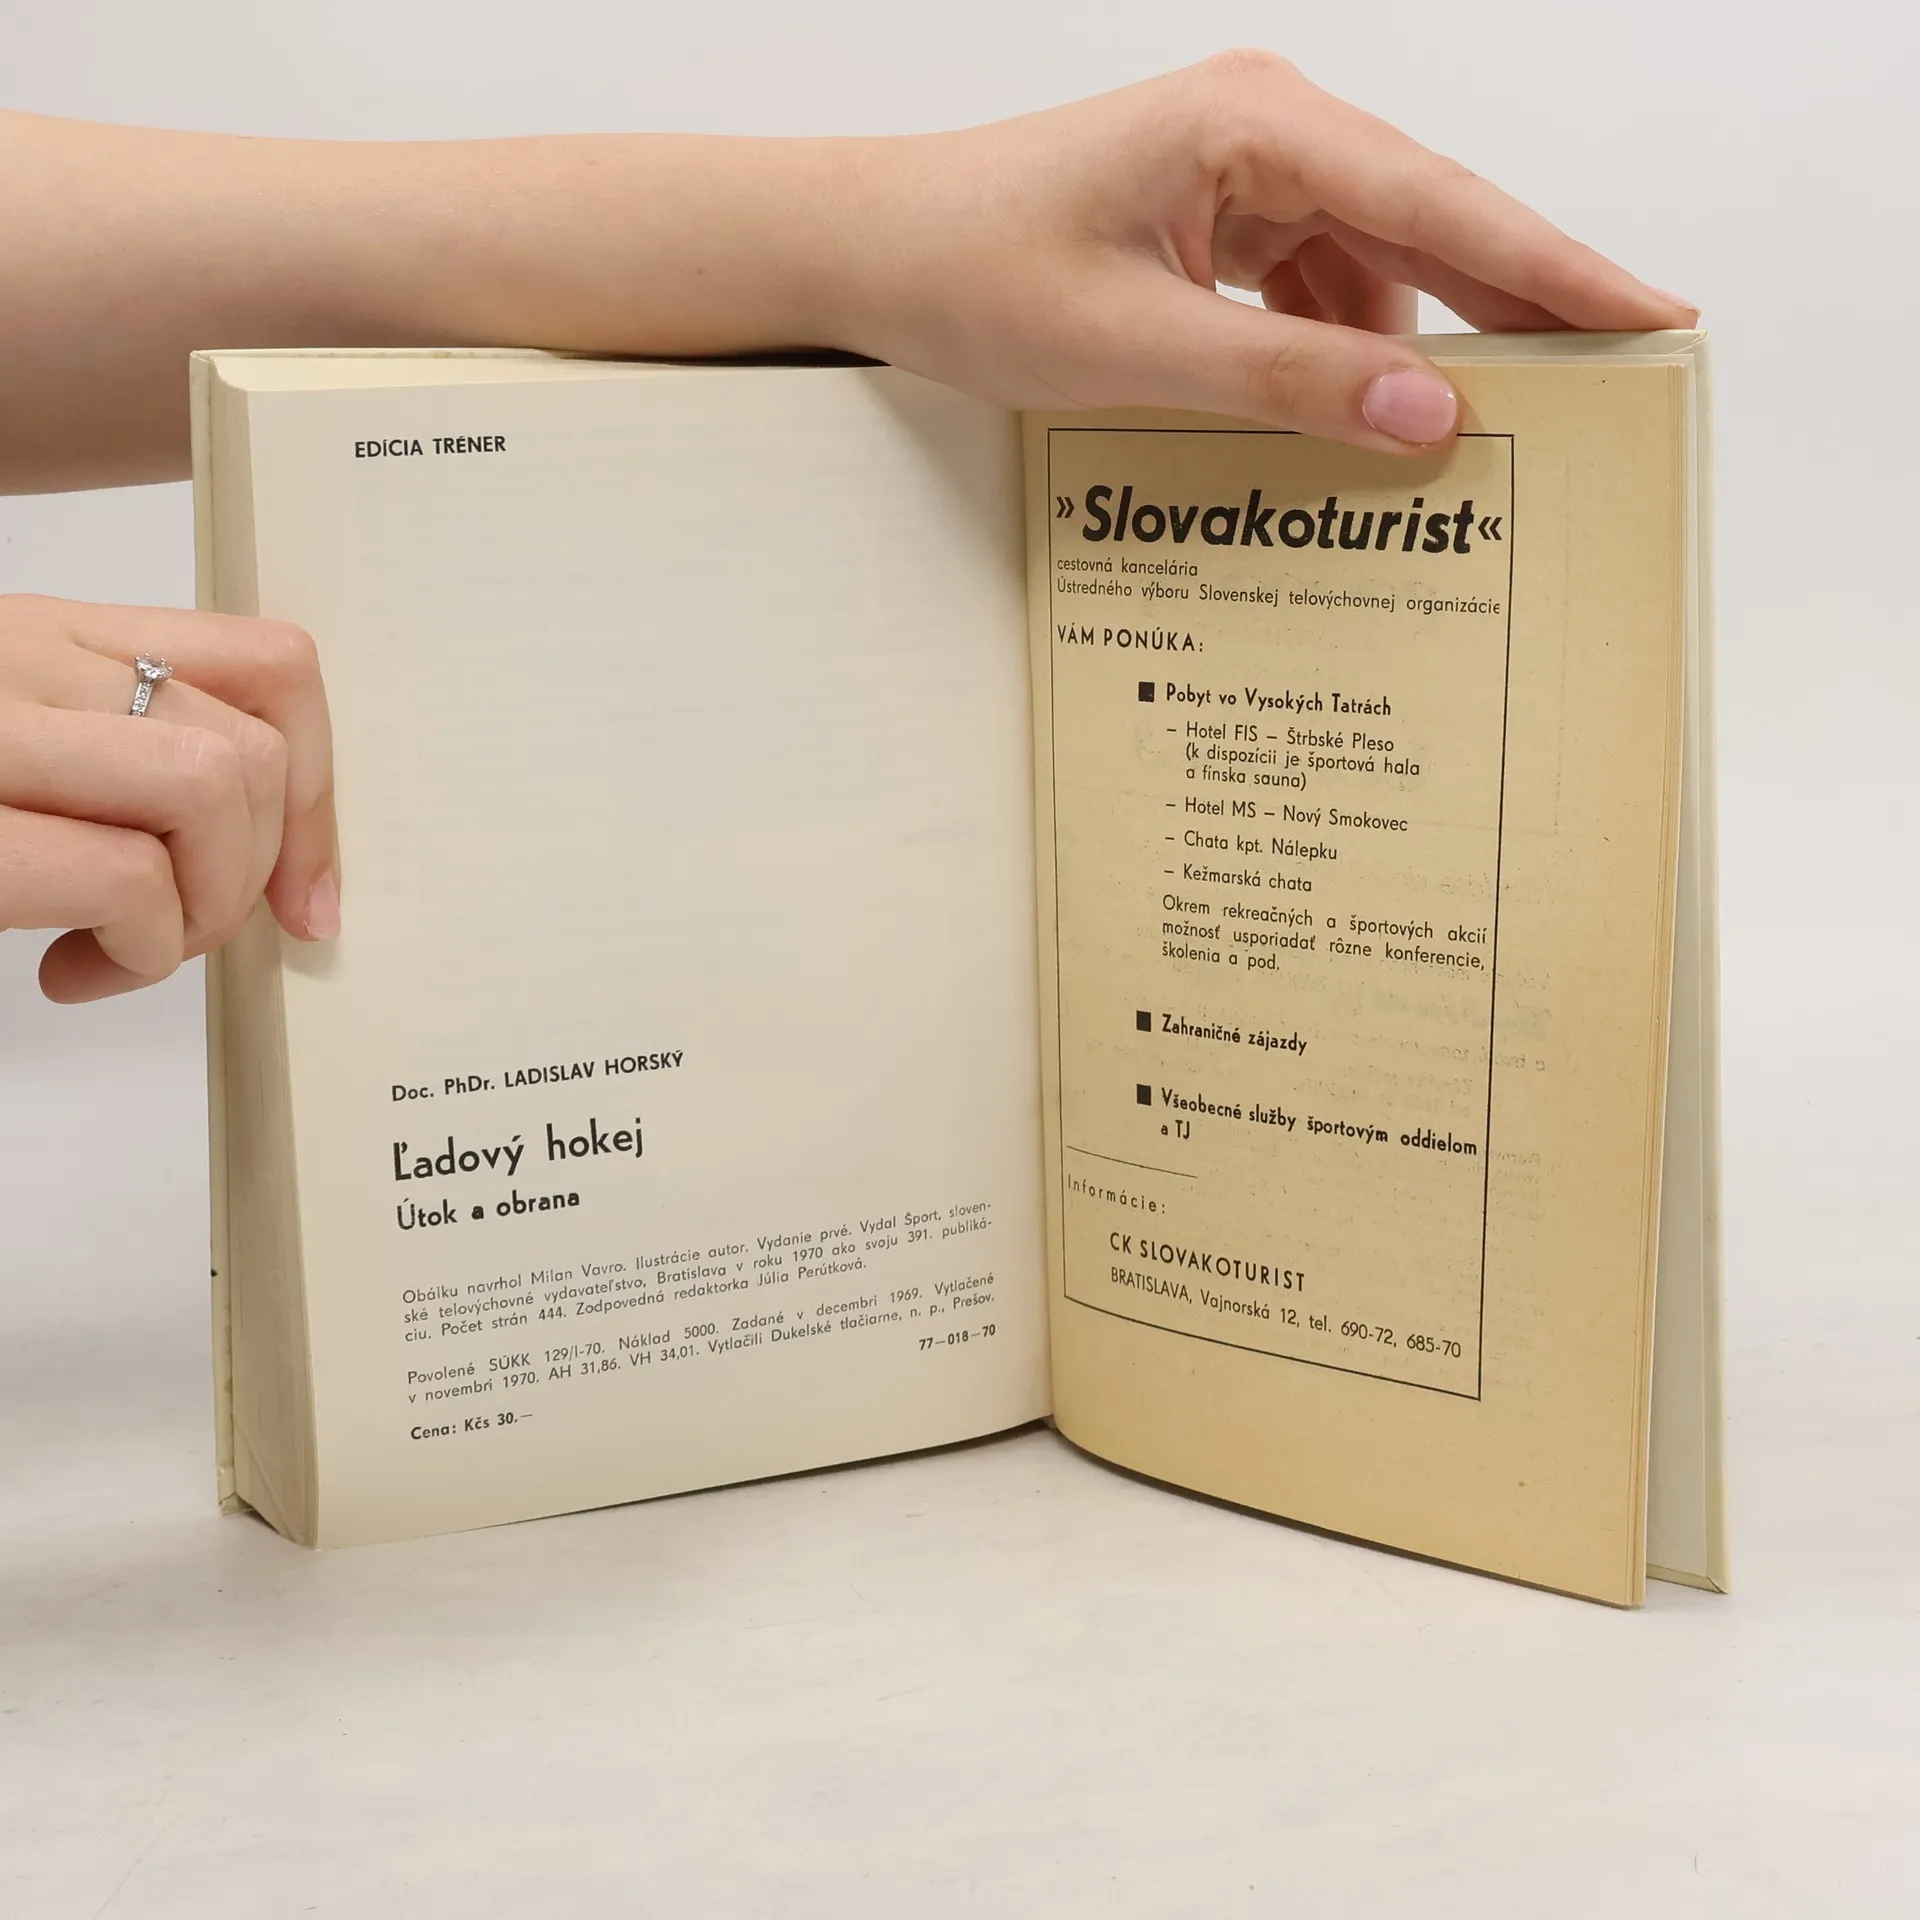 EDÍCIA TRÉNER
Doc. PhDr. LADISLAV HORSKÝ
Ľadový hokej
Útok a obrana
Obálku navrhol Milan Vavro. Ilustrácie autor. Vydanie prvé. Vydal Šport, sloven-
ské telovýchovné vydavateľstvo, Bratislava v roku 1970 ako svoju 391. publiká-
ciu. Počet strán 444. Zodpovedná redaktorka Júlia Perútková.
Povolené SÚKK 129/I-70. Náklad 5000. Zadané v decembri 1969. Vytlačené
v novembri 1970. AH 31,86. VH 34,01. Vytlačili Dukelské tlačiarne, n. p., Prešov.
77—018—70
Cena: Kčs 30.—
»Slovakoturist«
cestovná kancelária
Ústredného výboru Slovenskej telovýchovnej organizácie
VÁM PONÚKA:
■ Pobyt vo Vysokých Tatrách
– Hotel FIS – Štrbské Pleso
(k dispozícii je športová hala
a fínska sauna)
– Hotel MS – Nový Smokovec
– Chata kpt. Nálepku
– Kežmarská chata
Okrem rekreačných a športových akcií
možnosť usporiadať rôzne konferencie,
školenia a pod.
■ Zahraničné zájazdy
■ Všeobecné služby športovým oddielom
a TJ
Informácie:
CK SLOVAKOTURIST
BRATISLAVA, Vajnorská 12, tel. 690-72, 685-70